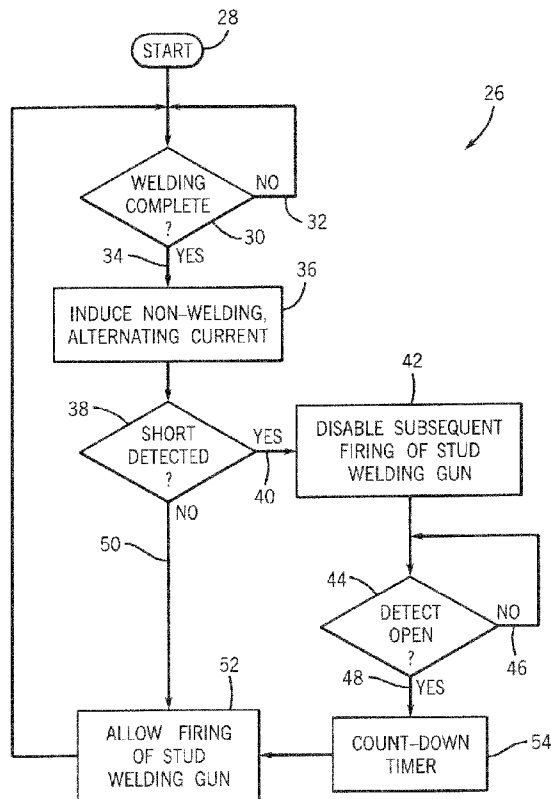 28
START
26
WELDING
COMPLETE
?
NO
32
30
34
YES
36
INDUCE NON-WELDING,
ALTERNATING CURRENT
38
SHORT
DETECTED
?
YES
40
42
DISABLE SUBSEQUENT
FIRING OF STUD
WELDING GUN
NO
50
44
DETECT
OPEN
?
NO
46
48
YES
52
ALLOW FIRING
OF STUD
WELDING GUN
COUNT-DOWN
TIMER
54